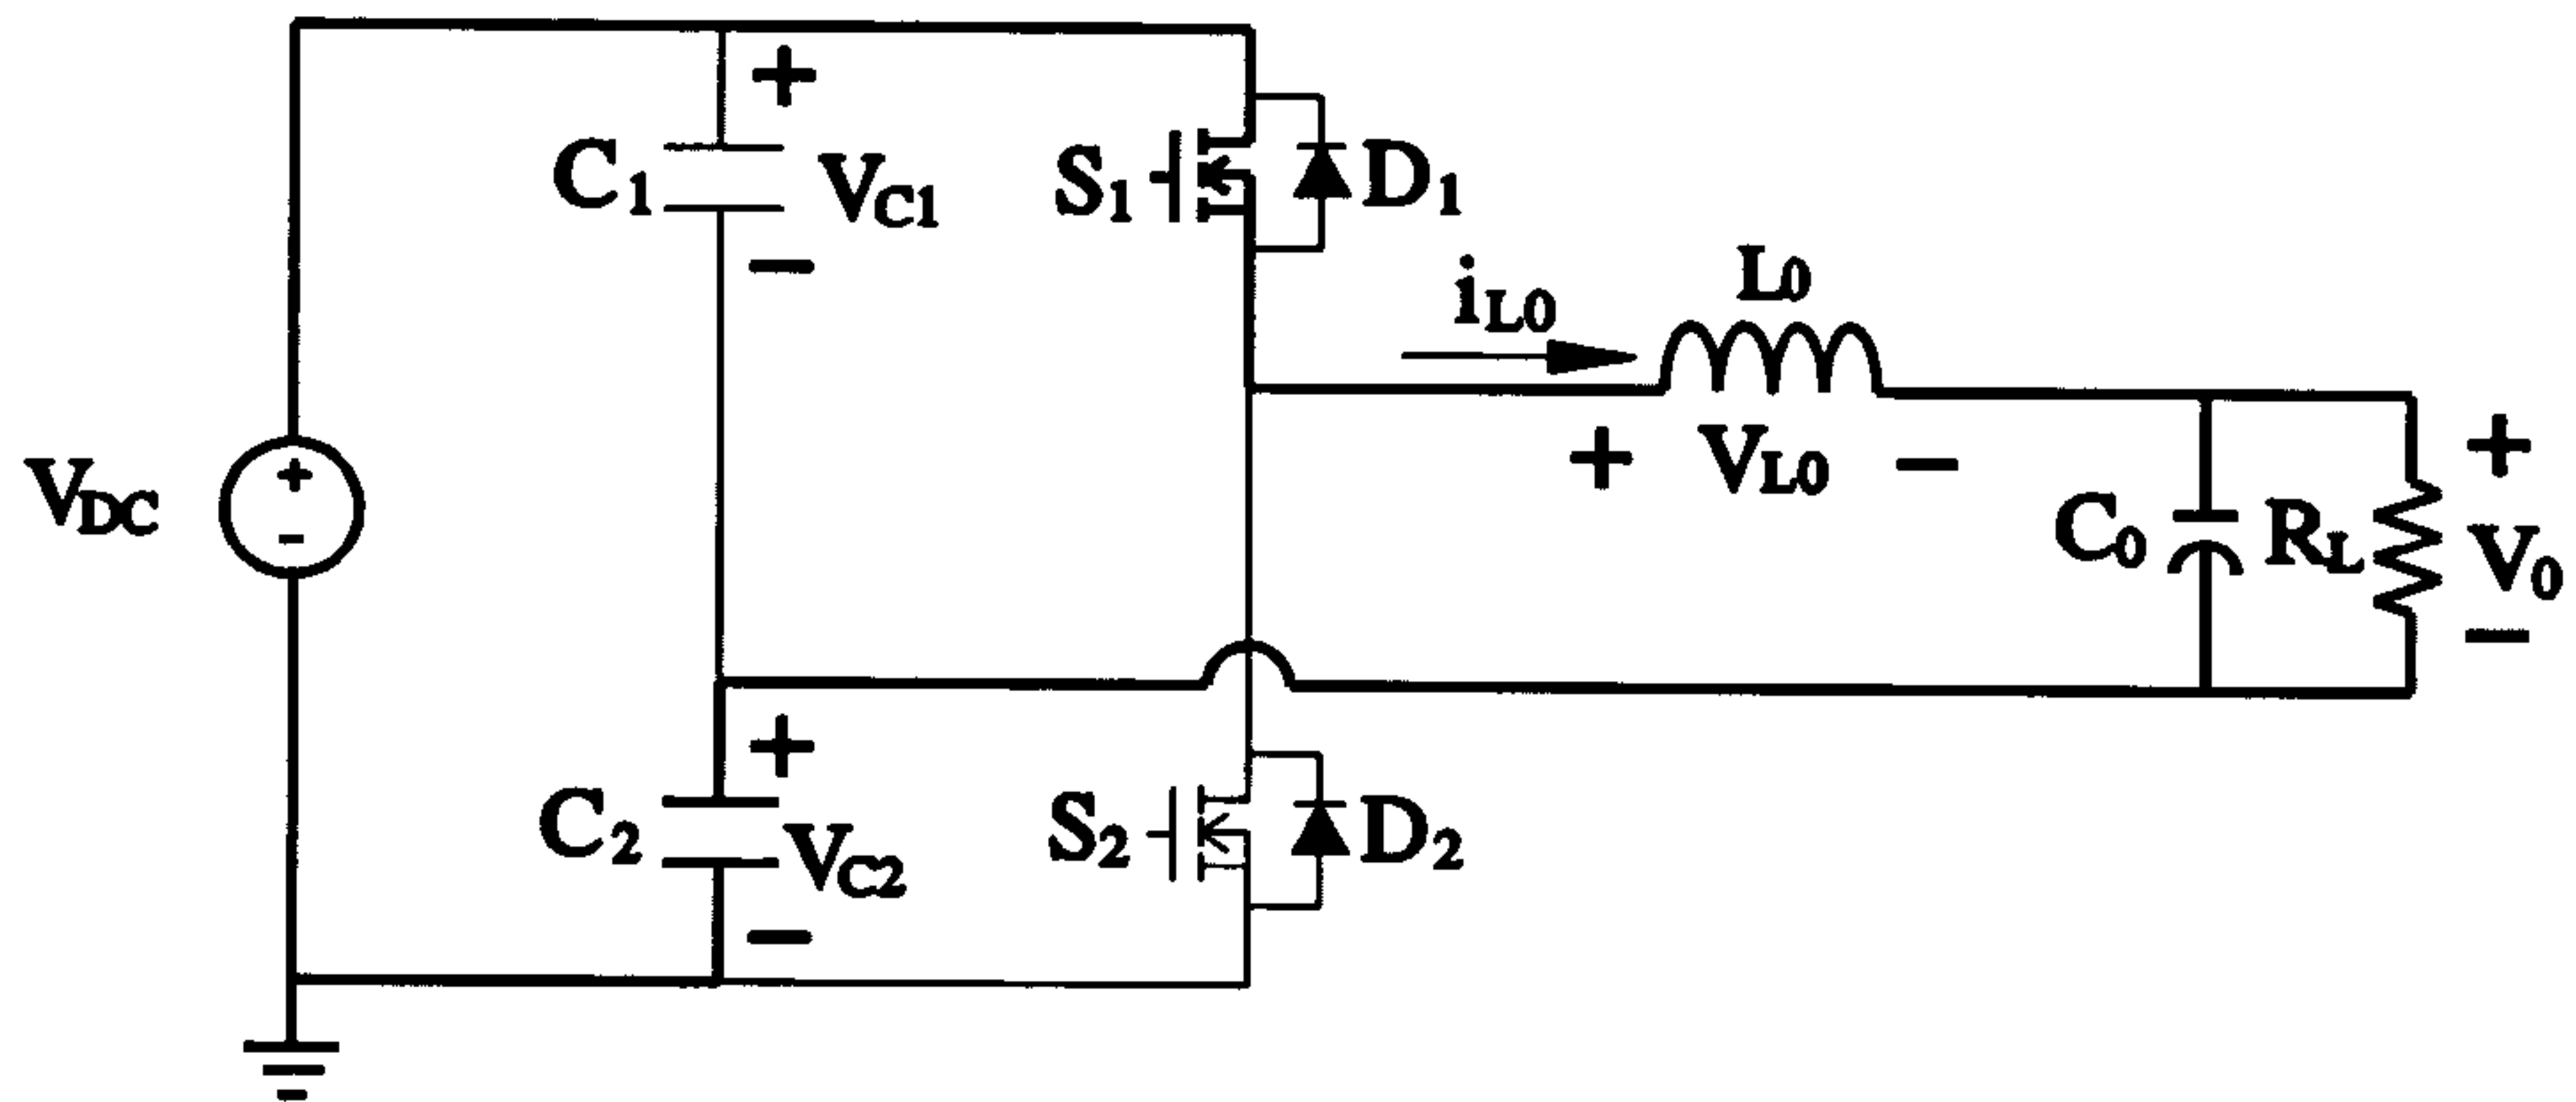 +
C1
VC1
−
S1
D1
iL0
L0
+
VL0
−
VDC
+
-
C0
RL
+
V0
−
+
C2
VC2
−
S2
D2